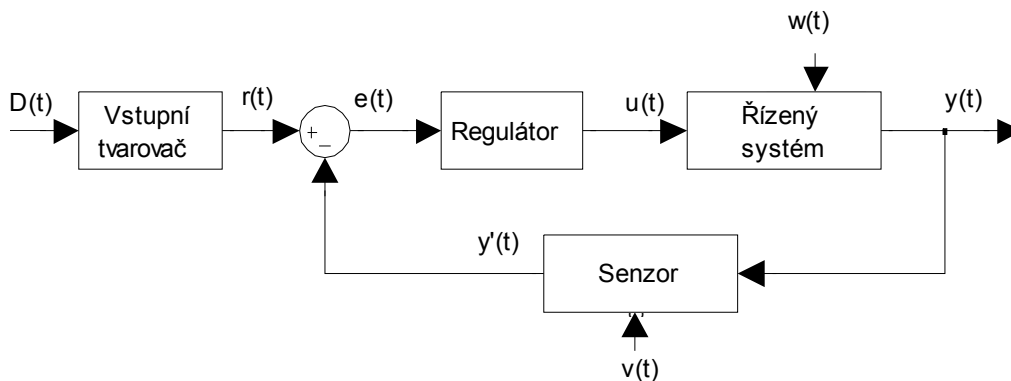 w(t)
D(t)
Vstupní
tvarovač
r(t)
+
−
e(t)
Regulátor
u(t)
Řízený
systém
y(t)
y'(t)
Senzor
v(t)